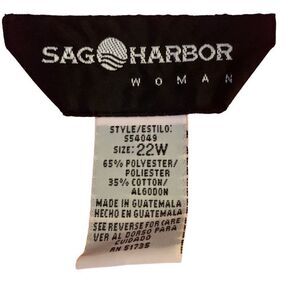 SAG HARBOR
WOMAN
STYLE/ESTILO:
554049
SIZE: 22W
65% POLYESTER/
POLIESTER
35% COTTON/
ALGODON
MADE IN GUATEMALA
HECHO EN GUATEMALA
SEE REVERSE FOR CARE
VER AL DORSO PARA
CUIDADO
RN 51735